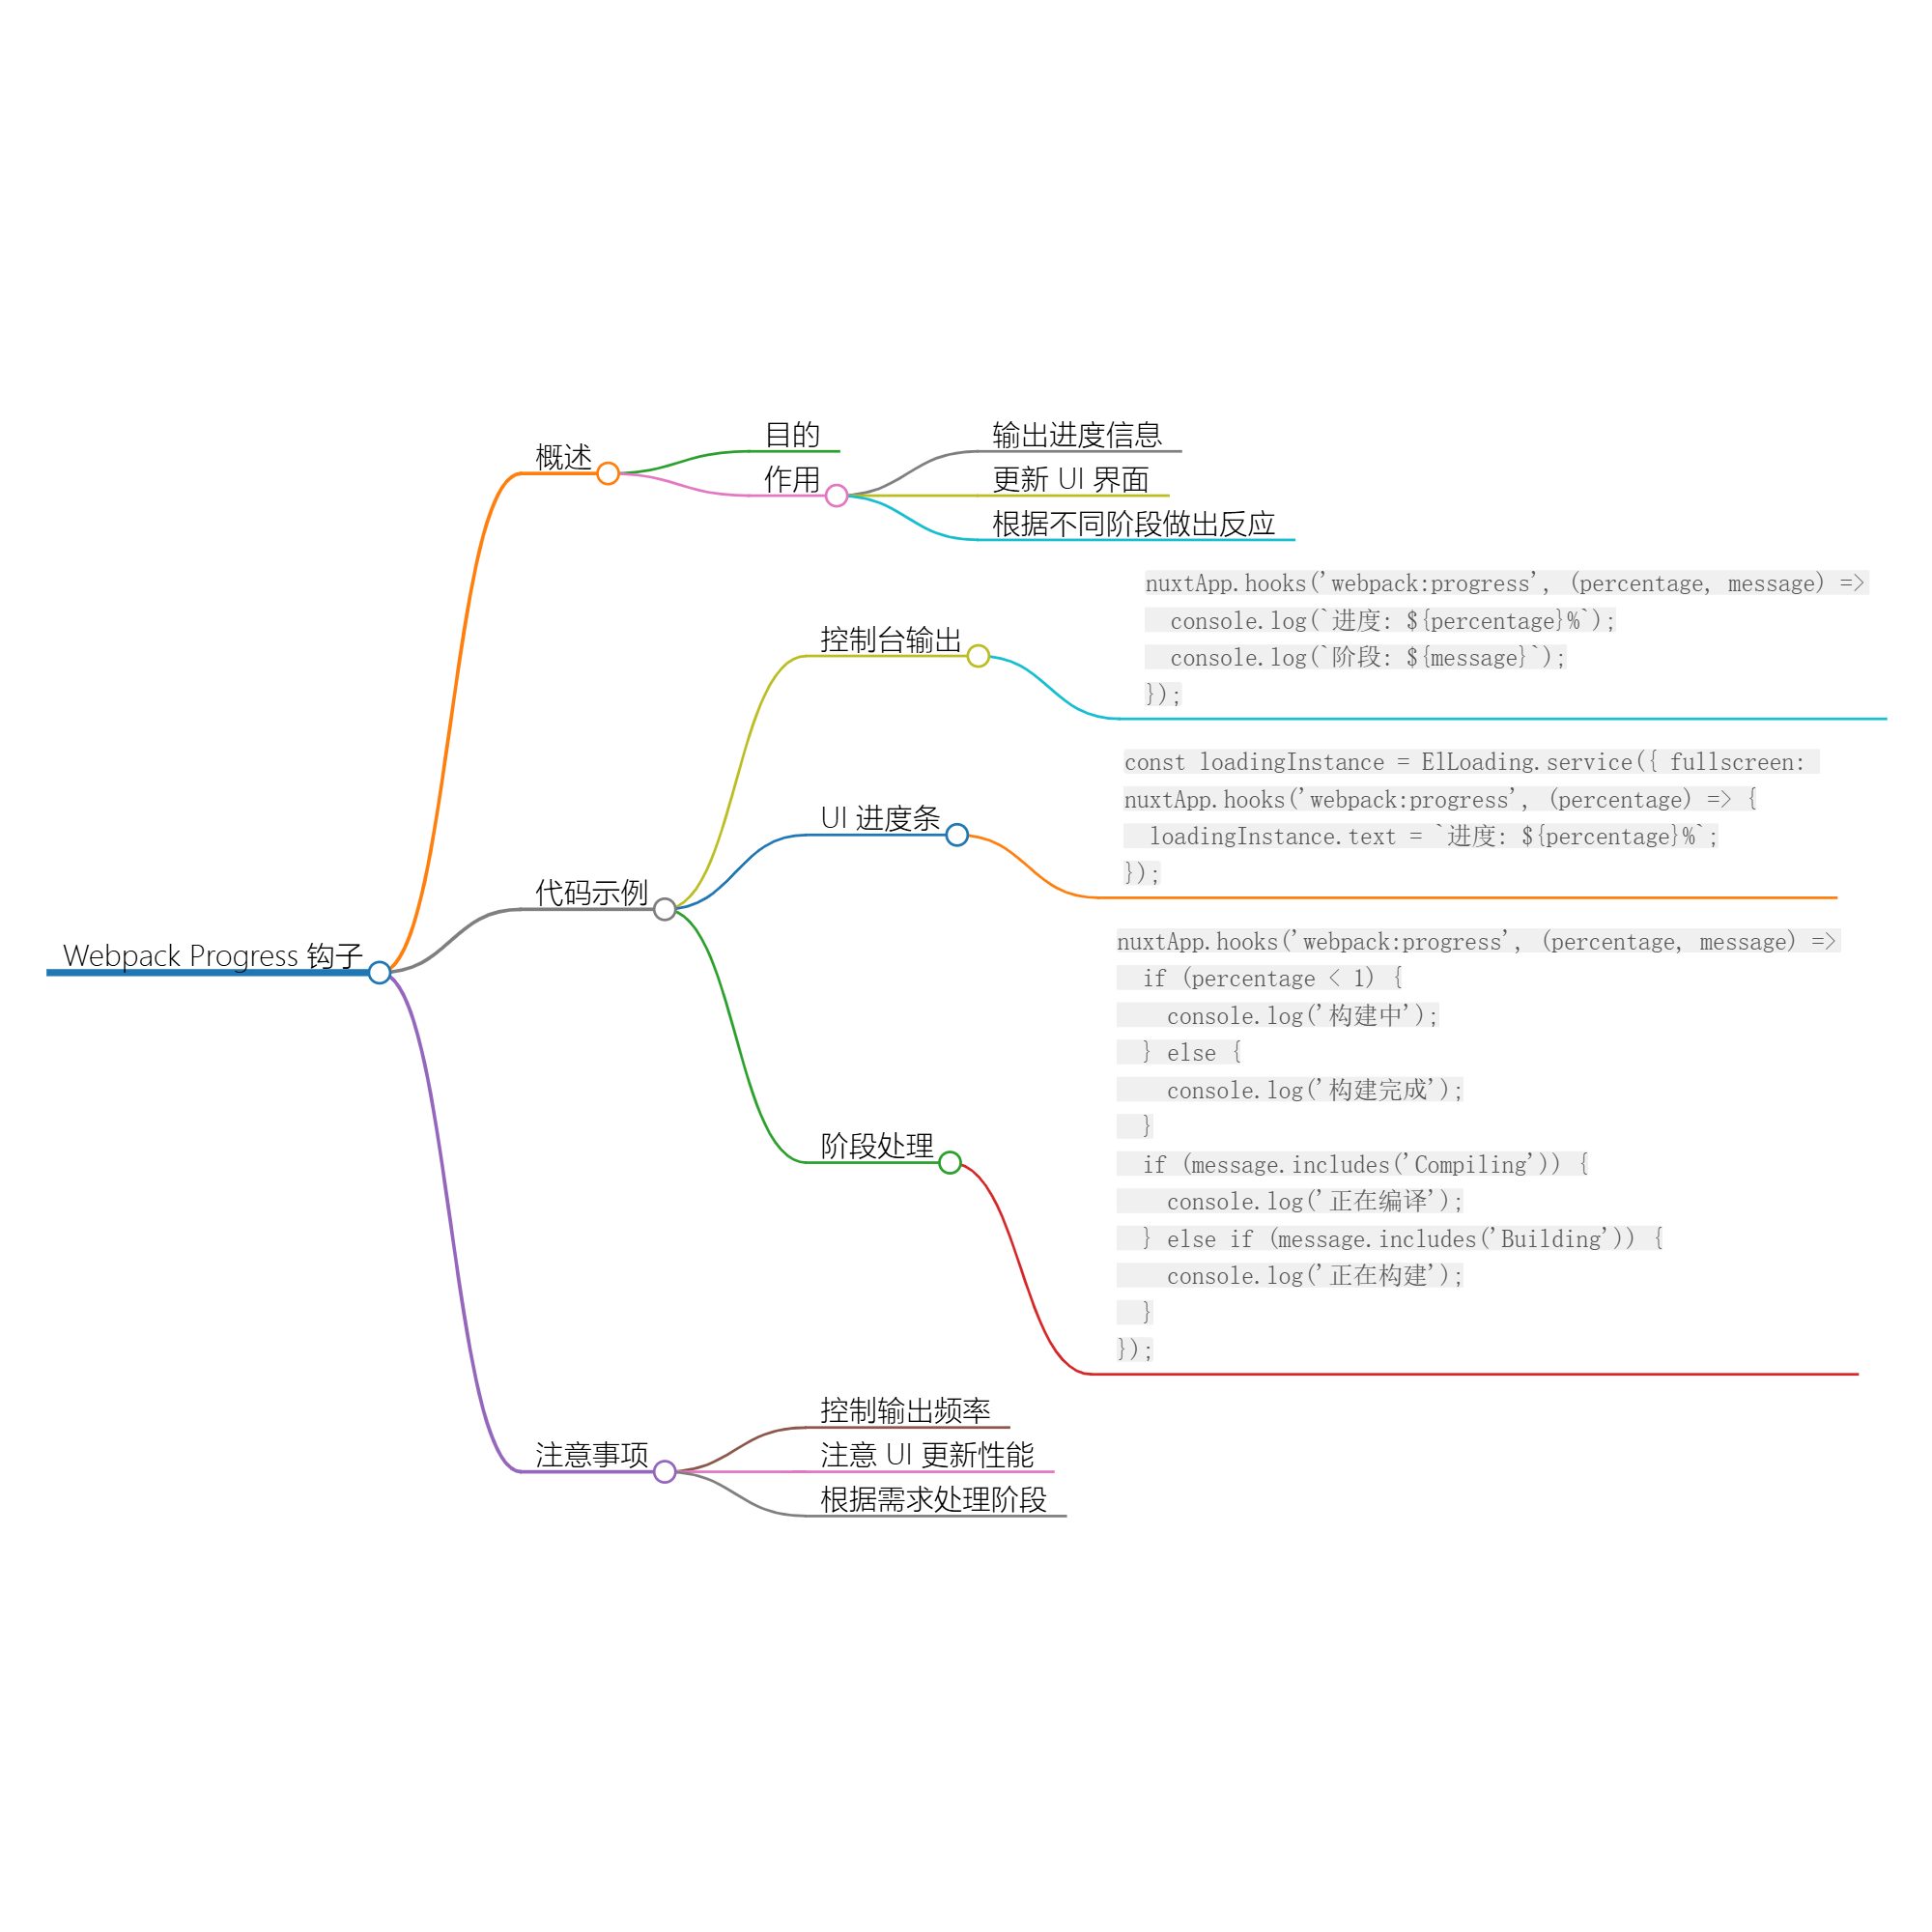 Webpack Progress 钩子
概述
目的
作用
输出进度信息
更新 UI 界面
根据不同阶段做出反应
代码示例
控制台输出
nuxtApp.hooks('webpack:progress', (percentage, message) =>
  console.log(`进度: ${percentage}%`);
  console.log(`阶段: ${message}`);
});
UI 进度条
const loadingInstance = ElLoading.service({ fullscreen:
nuxtApp.hooks('webpack:progress', (percentage) => {
  loadingInstance.text = `进度: ${percentage}%`;
});
阶段处理
nuxtApp.hooks('webpack:progress', (percentage, message) =>
  if (percentage < 1) {
    console.log('构建中');
  } else {
    console.log('构建完成');
  }
  if (message.includes('Compiling')) {
    console.log('正在编译');
  } else if (message.includes('Building')) {
    console.log('正在构建');
  }
});
注意事项
控制输出频率
注意 UI 更新性能
根据需求处理阶段